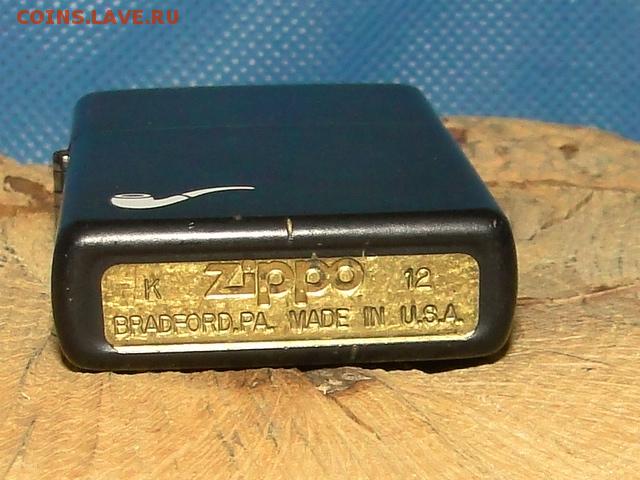 COINS.LAVE.RU
K Zippo 12
BRADFORD.PA. MADE IN U.S.A.